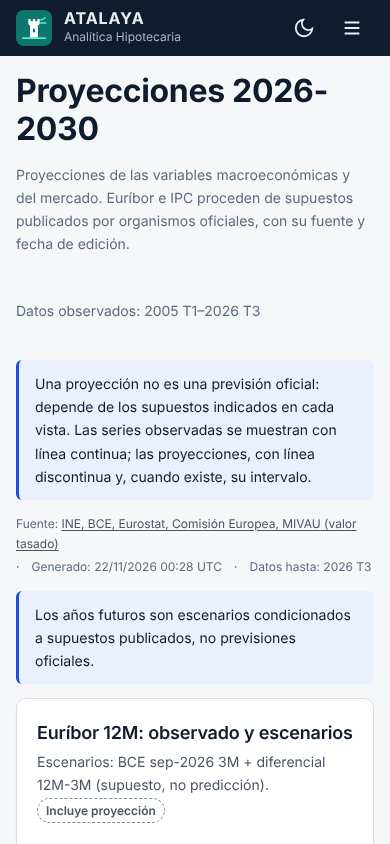 ATALAYA
Analítica Hipotecaria
Proyecciones 2026-
2030
Proyecciones de las variables macroeconómicas y
del mercado. Euríbor e IPC proceden de supuestos
publicados por organismos oficiales, con su fuente y
fecha de edición.
Datos observados: 2005 T1–2026 T3
Una proyección no es una previsión oficial:
depende de los supuestos indicados en cada
vista. Las series observadas se muestran con
línea continua; las proyecciones, con línea
discontinua y, cuando existe, su intervalo.
Fuente: INE, BCE, Eurostat, Comisión Europea, MIVAU (valor
tasado)
· Generado: 22/11/2026 00:28 UTC · Datos hasta: 2026 T3
Los años futuros son escenarios condicionados
a supuestos publicados, no previsiones
oficiales.
Euríbor 12M: observado y escenarios
Escenarios: BCE sep-2026 3M + diferencial
12M-3M (supuesto, no predicción).
Incluye proyección